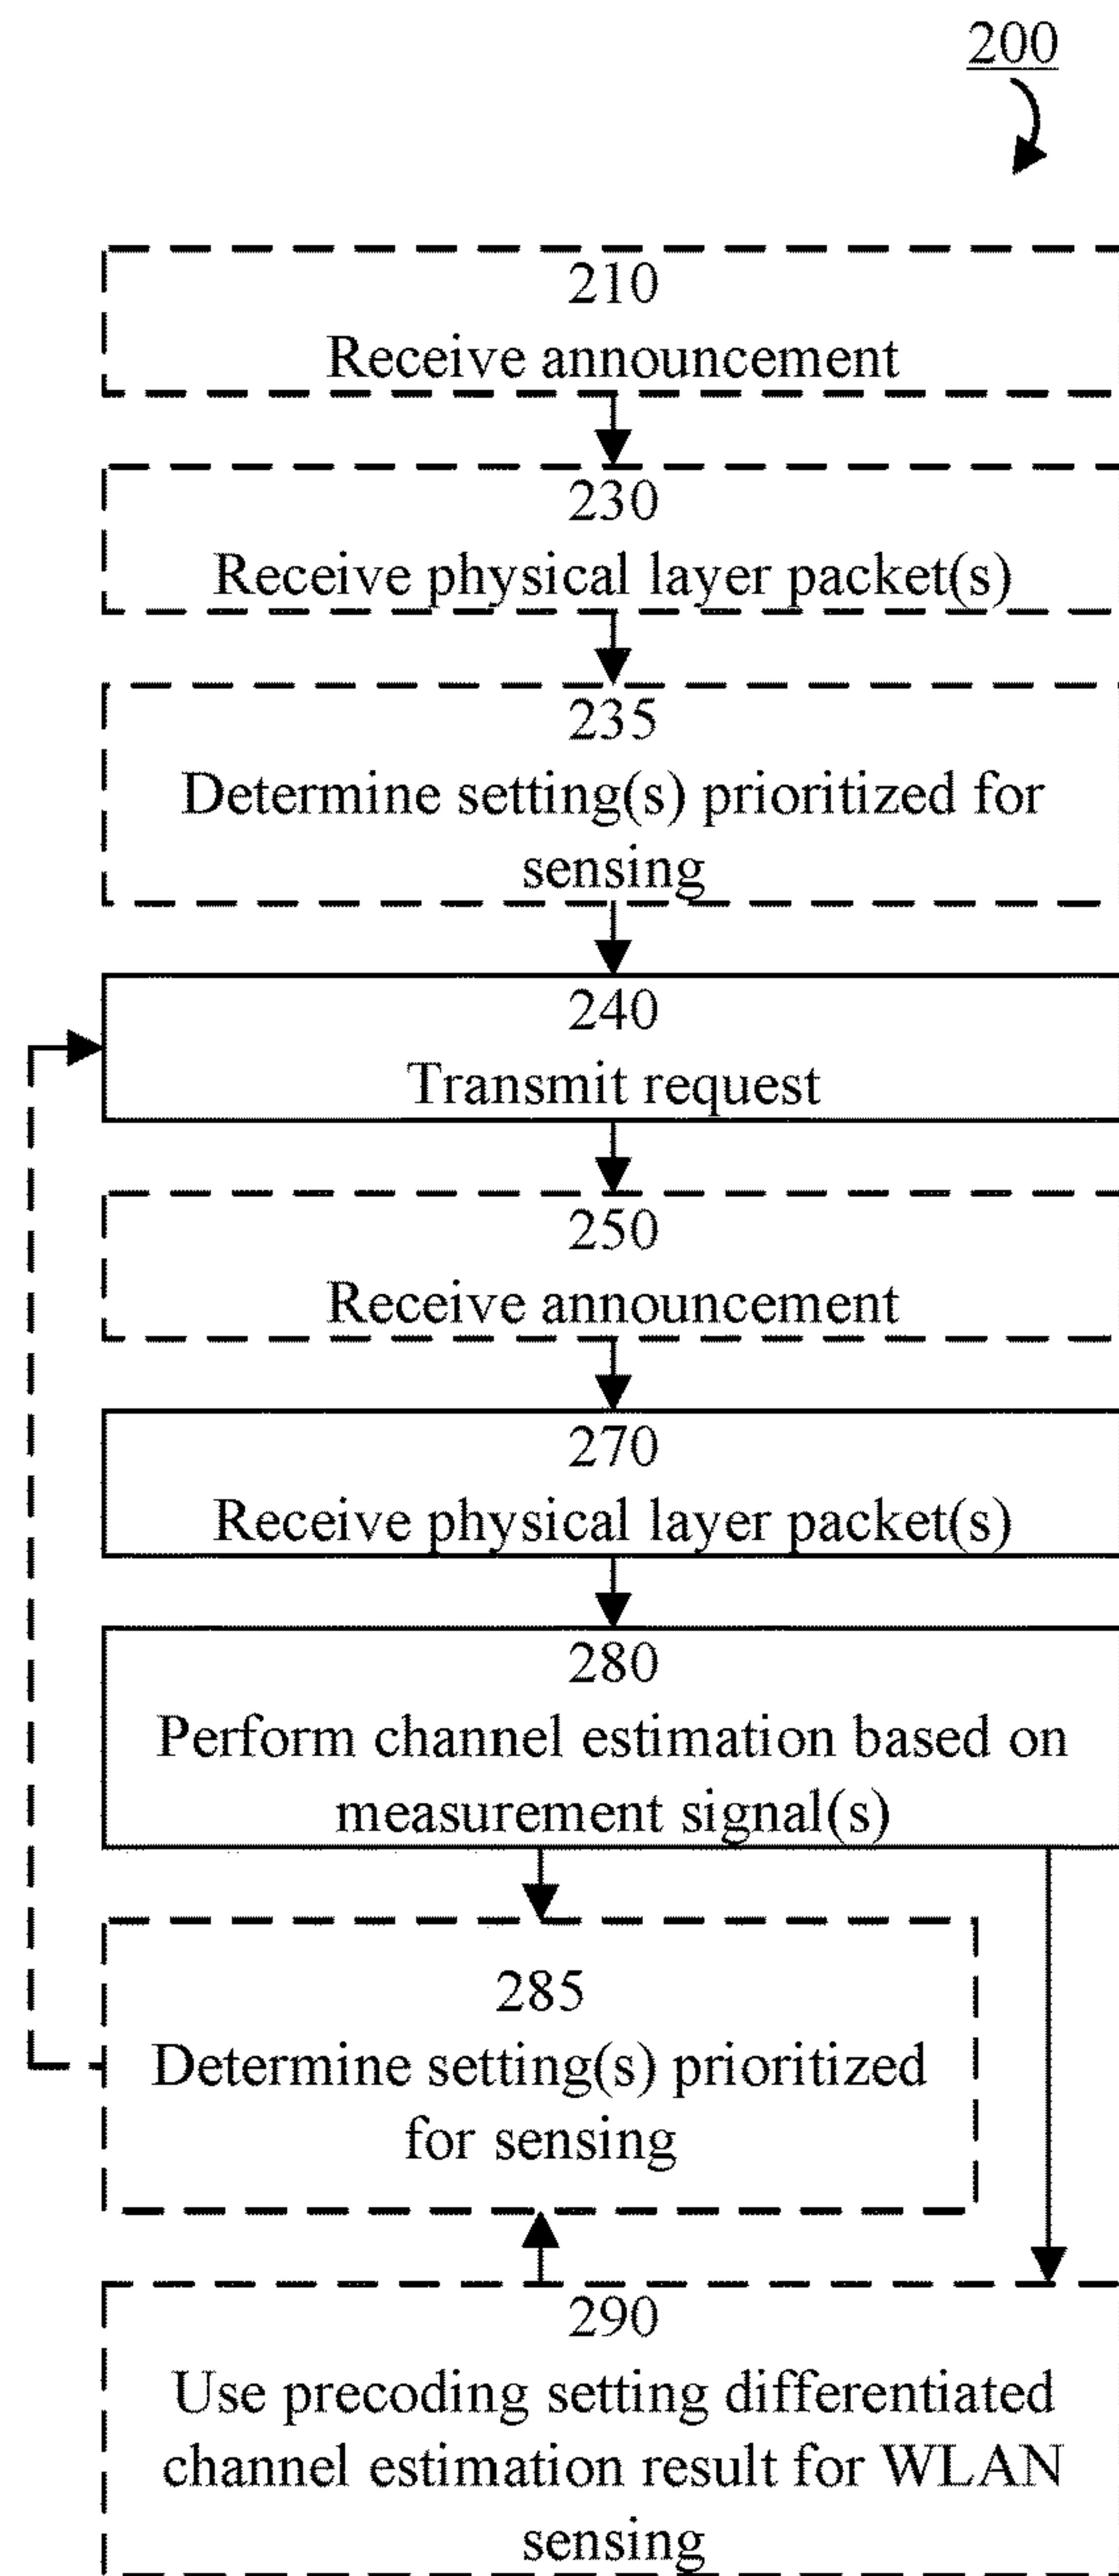 200
210
Receive announcement
230
Receive physical layer packet(s)
235
Determine setting(s) prioritized for
sensing
240
Transmit request
250
Receive announcement
270
Receive physical layer packet(s)
280
Perform channel estimation based on
measurement signal(s)
285
Determine setting(s) prioritized
for sensing
290
Use precoding setting differentiated
channel estimation result for WLAN
sensing